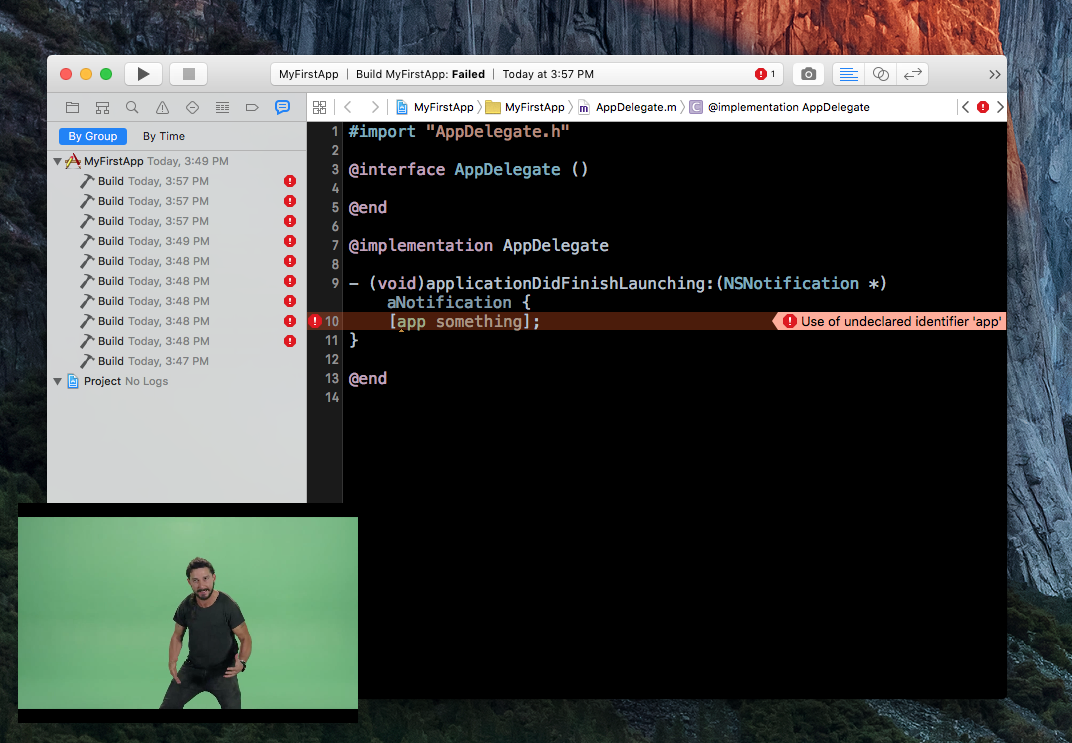 MyFirstApp | Build MyFirstApp: Failed | Today at 3:57 PM 1
MyFirstApp MyFirstApp m AppDelegate.m C @implementation AppDelegate
By Group By Time
MyFirstApp Today, 3:49 PM
Build Today, 3:57 PM
Build Today, 3:57 PM
Build Today, 3:57 PM
Build Today, 3:49 PM
Build Today, 3:48 PM
Build Today, 3:48 PM
Build Today, 3:48 PM
Build Today, 3:48 PM
Build Today, 3:48 PM
Build Today, 3:47 PM
Project No Logs
1 #import "AppDelegate.h"
2
3 @interface AppDelegate ()
4
5 @end
6
7 @implementation AppDelegate
8
9 - (void)applicationDidFinishLaunching:(NSNotification *)
aNotification {
10 [app something]; Use of undeclared identifier 'app'
11 }
12
13 @end
14